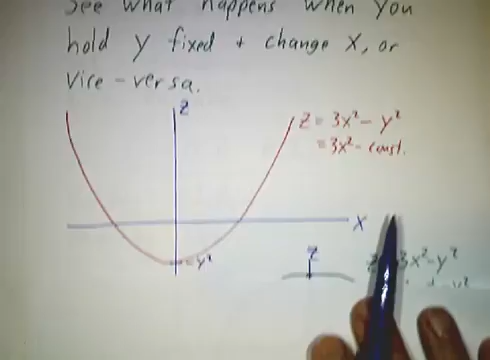 See what happens when you
hold y fixed + change x, or
vice-versa.
z
z = 3x² - y²
= 3x² - const.
x
-y²
z
3x² - y²